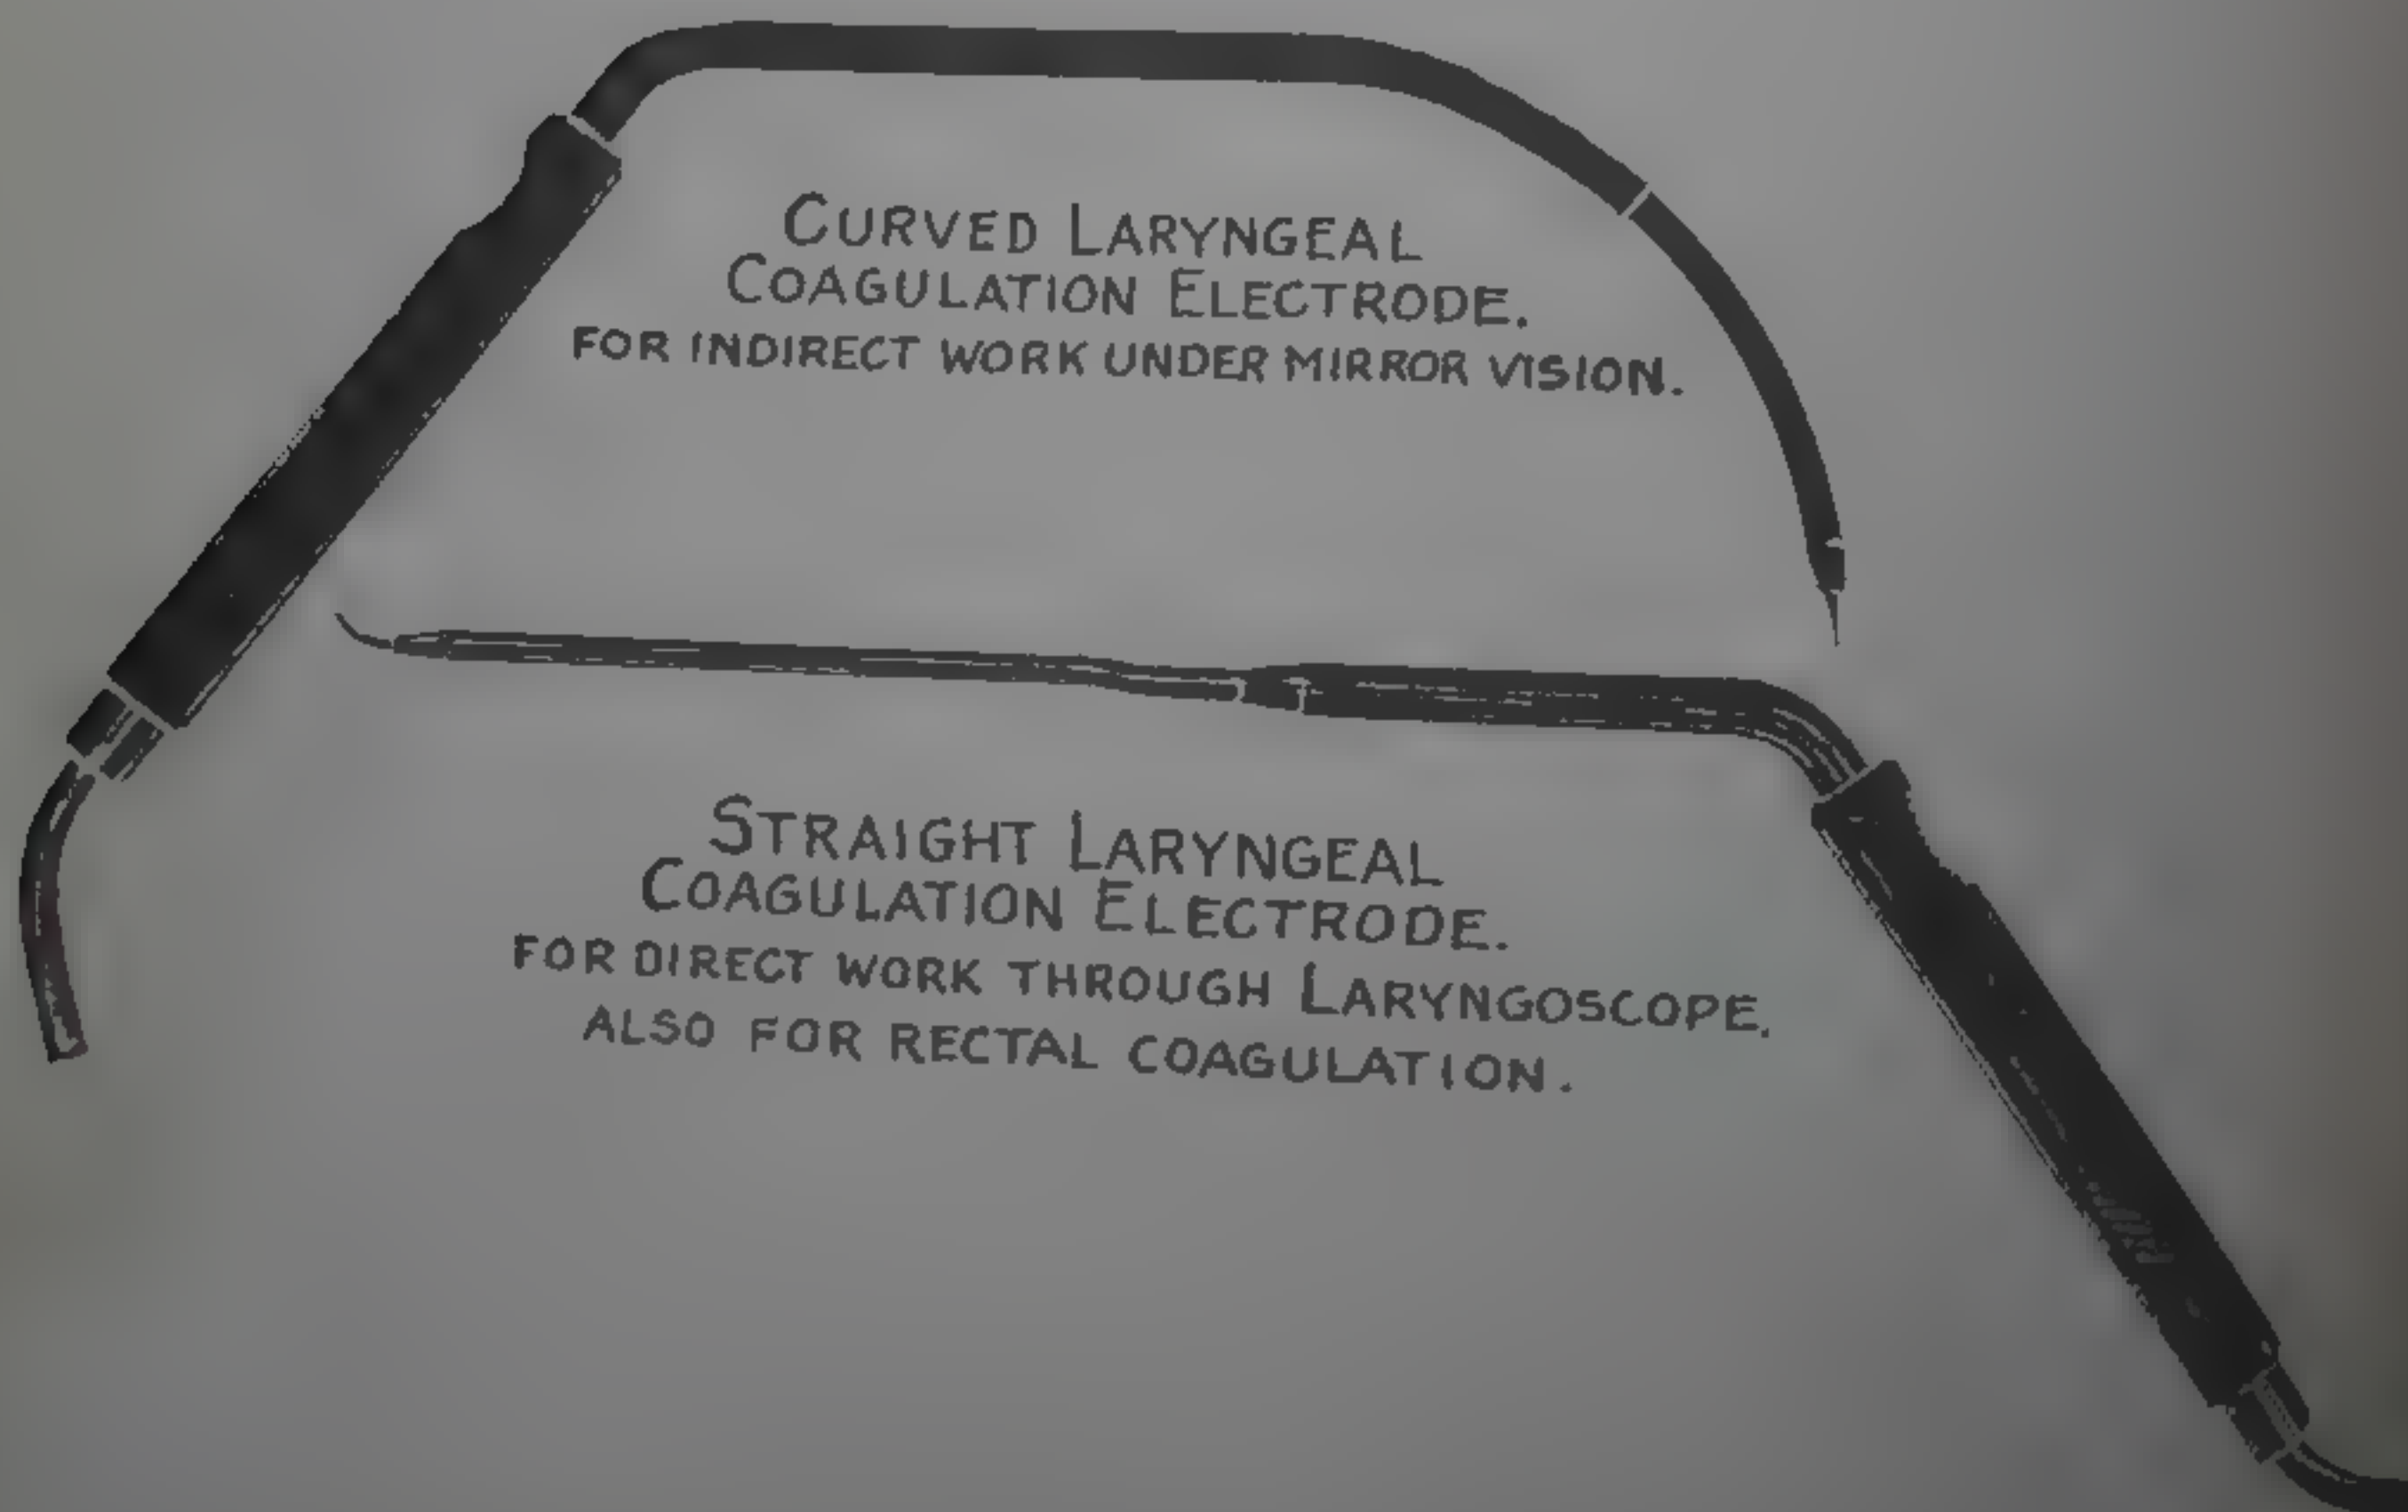 CURVED LARYNGEAL
COAGULATION ELECTRODE.
FOR INDIRECT WORK UNDER MIRROR VISION.
STRAIGHT LARYNGEAL
COAGULATION ELECTRODE.
FOR DIRECT WORK THROUGH LARYNGOSCOPE.
ALSO FOR RECTAL COAGULATION.